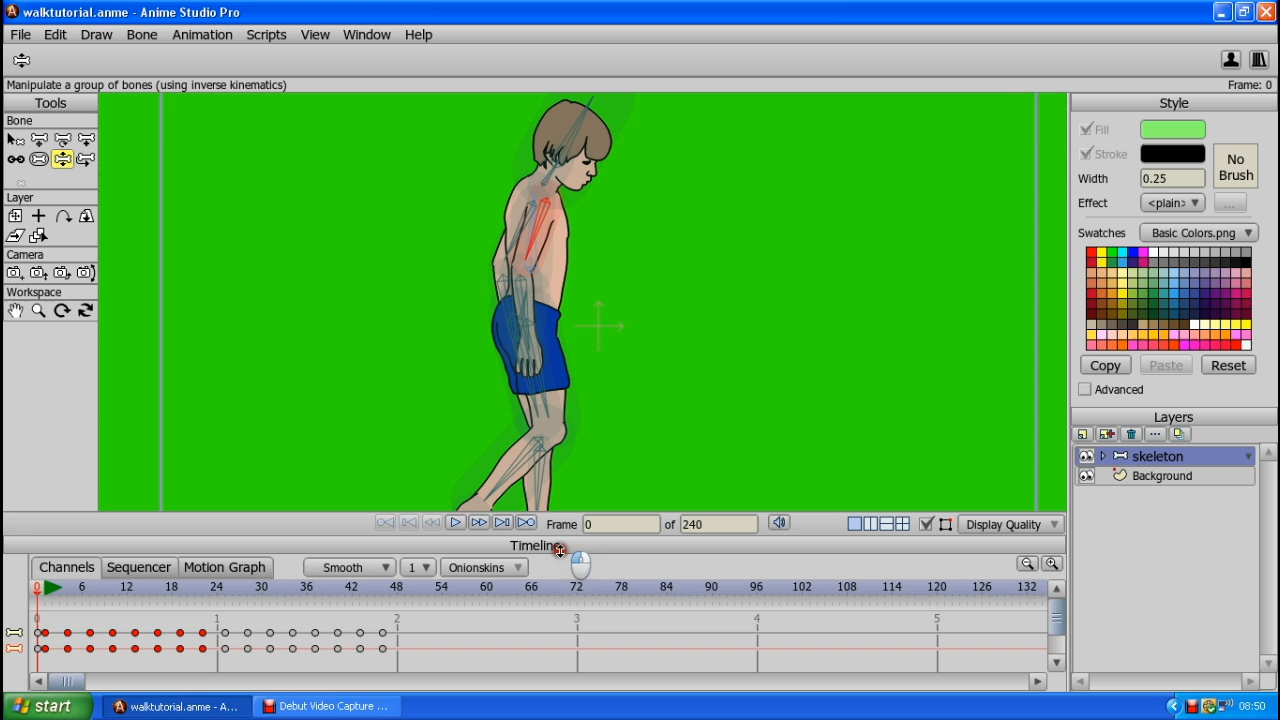 walktutorial.anme - Anime Studio Pro
File Edit Draw Bone Animation Scripts View Window Help
Manipulate a group of bones (using inverse kinematics) Frame: 0
Tools
Bone
Layer
Camera
Workspace
Style
Fill
Stroke
Width 0.25
No Brush
Effect <plain> ...
Swatches Basic Colors.png
Copy Paste Reset
Advanced
Layers
skeleton
Background
Frame 0 of 240 Display Quality
Timeline
Channels Sequencer Motion Graph Smooth 1 Onionskins
0 6 12 18 24 30 36 42 48 54 60 66 72 78 84 90 96 102 108 114 120 126 132
0 1 2 3 4 5
start walktutorial.anme - A... Debut Video Capture ... 08:50